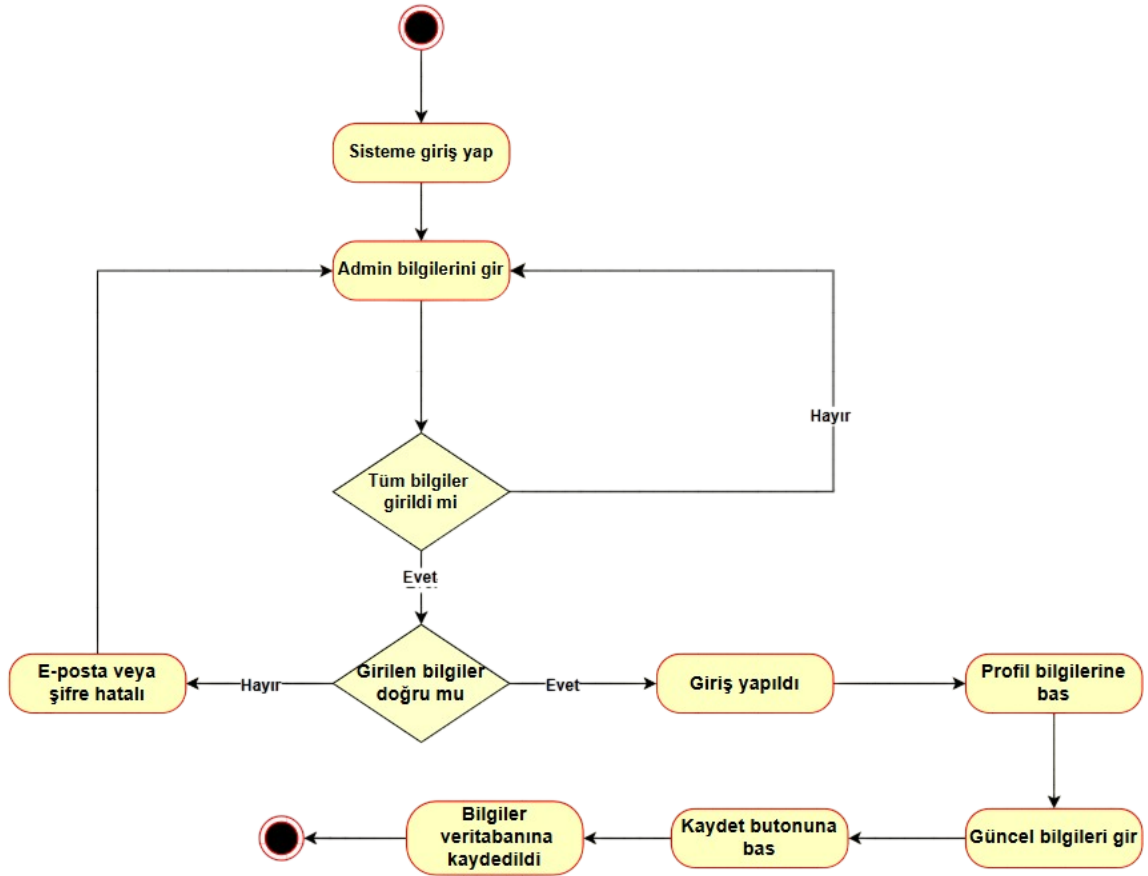 Sisteme giriş yap
Admin bilgilerini gir
Hayır
Tüm bilgiler
girildi mi
Evet
E-posta veya
şifre hatalı
Hayır
Girilen bilgiler
doğru mu
Evet
Giriş yapıldı
Profil bilgilerine
bas
Bilgiler
veritabanına
kaydedildi
Kaydet butonuna
bas
Güncel bilgileri gir